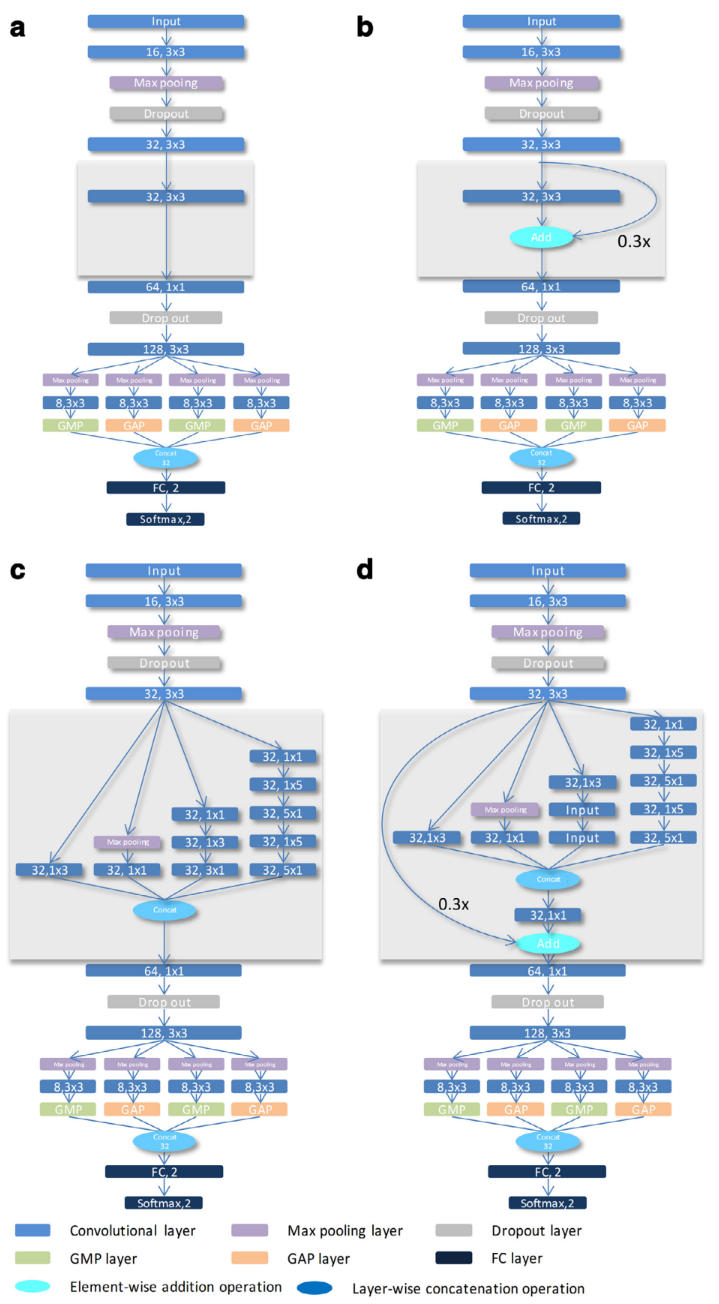 a
Input
16, 3x3
Max pooing
Dropout
32, 3x3
32, 3x3
64, 1x1
Drop out
128, 3x3
Max pooling Max pooling Max pooling Max pooling
8,3x3 8,3x3 8,3x3 8,3x3
GMP GAP GMP GAP
Concat
32
FC, 2
Softmax,2
b
Input
16, 3x3
Max pooing
Dropout
32, 3x3
32, 3x3
Add
0.3x
64, 1x1
Drop out
128, 3x3
Max pooling Max pooling Max pooling Max pooling
8,3x3 8,3x3 8,3x3 8,3x3
GMP GAP GMP GAP
Concat
32
FC, 2
Softmax,2
c
Input
16, 3x3
Max pooing
Dropout
32, 3x3
32, 1x1
32, 1x5
32, 1x1 32, 5x1
Max pooling 32, 1x3 32, 1x5
32,1x3 32, 1x1 32, 3x1 32, 5x1
Concat
64, 1x1
Drop out
128, 3x3
Max pooling Max pooling Max pooling Max pooling
8,3x3 8,3x3 8,3x3 8,3x3
GMP GAP GMP GAP
Concat
32
FC, 2
Softmax,2
d
Input
16, 3x3
Max pooing
Dropout
32, 3x3
32, 1x1
32, 1x5
32,1x3 32, 5x1
Max pooling Input 32, 1x5
32,1x3 32, 1x1 Input 32, 5x1
Concat
0.3x
32,1x1
Add
64, 1x1
Drop out
128, 3x3
Max pooling Max pooling Max pooling Max pooling
8,3x3 8,3x3 8,3x3 8,3x3
GMP GAP GMP GAP
Concat
32
FC, 2
Softmax,2
Convolutional layer Max pooling layer Dropout layer
GMP layer GAP layer FC layer
Element-wise addition operation Layer-wise concatenation operation